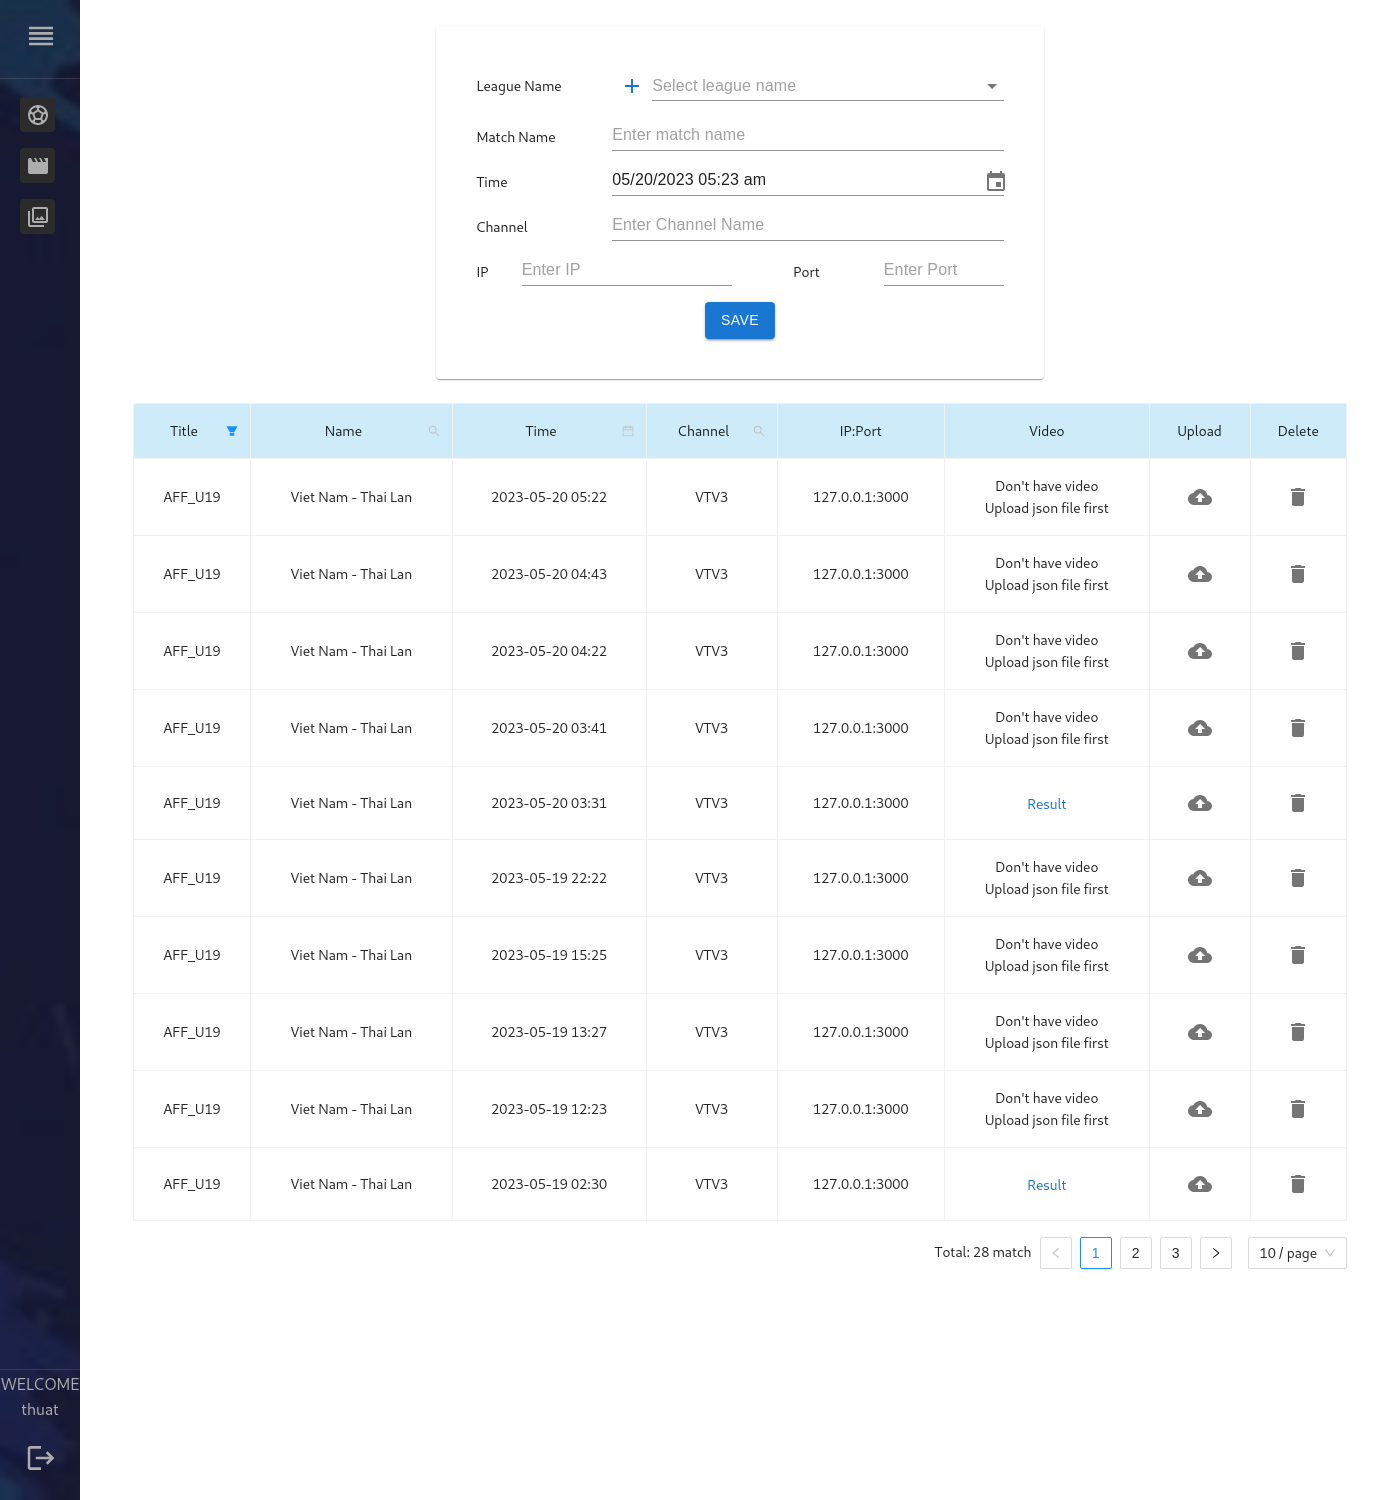 League Name Select league name
Match Name Enter match name
Time 05/20/2023 05:23 am
Channel Enter Channel Name
IP Enter IP Port Enter Port
SAVE
Title Name Time Channel IP:Port Video Upload Delete
AFF_U19 Viet Nam - Thai Lan 2023-05-20 05:22 VTV3 127.0.0.1:3000 Don't have video
Upload json file first
AFF_U19 Viet Nam - Thai Lan 2023-05-20 04:43 VTV3 127.0.0.1:3000 Don't have video
Upload json file first
AFF_U19 Viet Nam - Thai Lan 2023-05-20 04:22 VTV3 127.0.0.1:3000 Don't have video
Upload json file first
AFF_U19 Viet Nam - Thai Lan 2023-05-20 03:41 VTV3 127.0.0.1:3000 Don't have video
Upload json file first
AFF_U19 Viet Nam - Thai Lan 2023-05-20 03:31 VTV3 127.0.0.1:3000 Result
AFF_U19 Viet Nam - Thai Lan 2023-05-19 22:22 VTV3 127.0.0.1:3000 Don't have video
Upload json file first
AFF_U19 Viet Nam - Thai Lan 2023-05-19 15:25 VTV3 127.0.0.1:3000 Don't have video
Upload json file first
AFF_U19 Viet Nam - Thai Lan 2023-05-19 13:27 VTV3 127.0.0.1:3000 Don't have video
Upload json file first
AFF_U19 Viet Nam - Thai Lan 2023-05-19 12:23 VTV3 127.0.0.1:3000 Don't have video
Upload json file first
AFF_U19 Viet Nam - Thai Lan 2023-05-19 02:30 VTV3 127.0.0.1:3000 Result
Total: 28 match < 1 2 3 > 10 / page
WELCOME
thuat